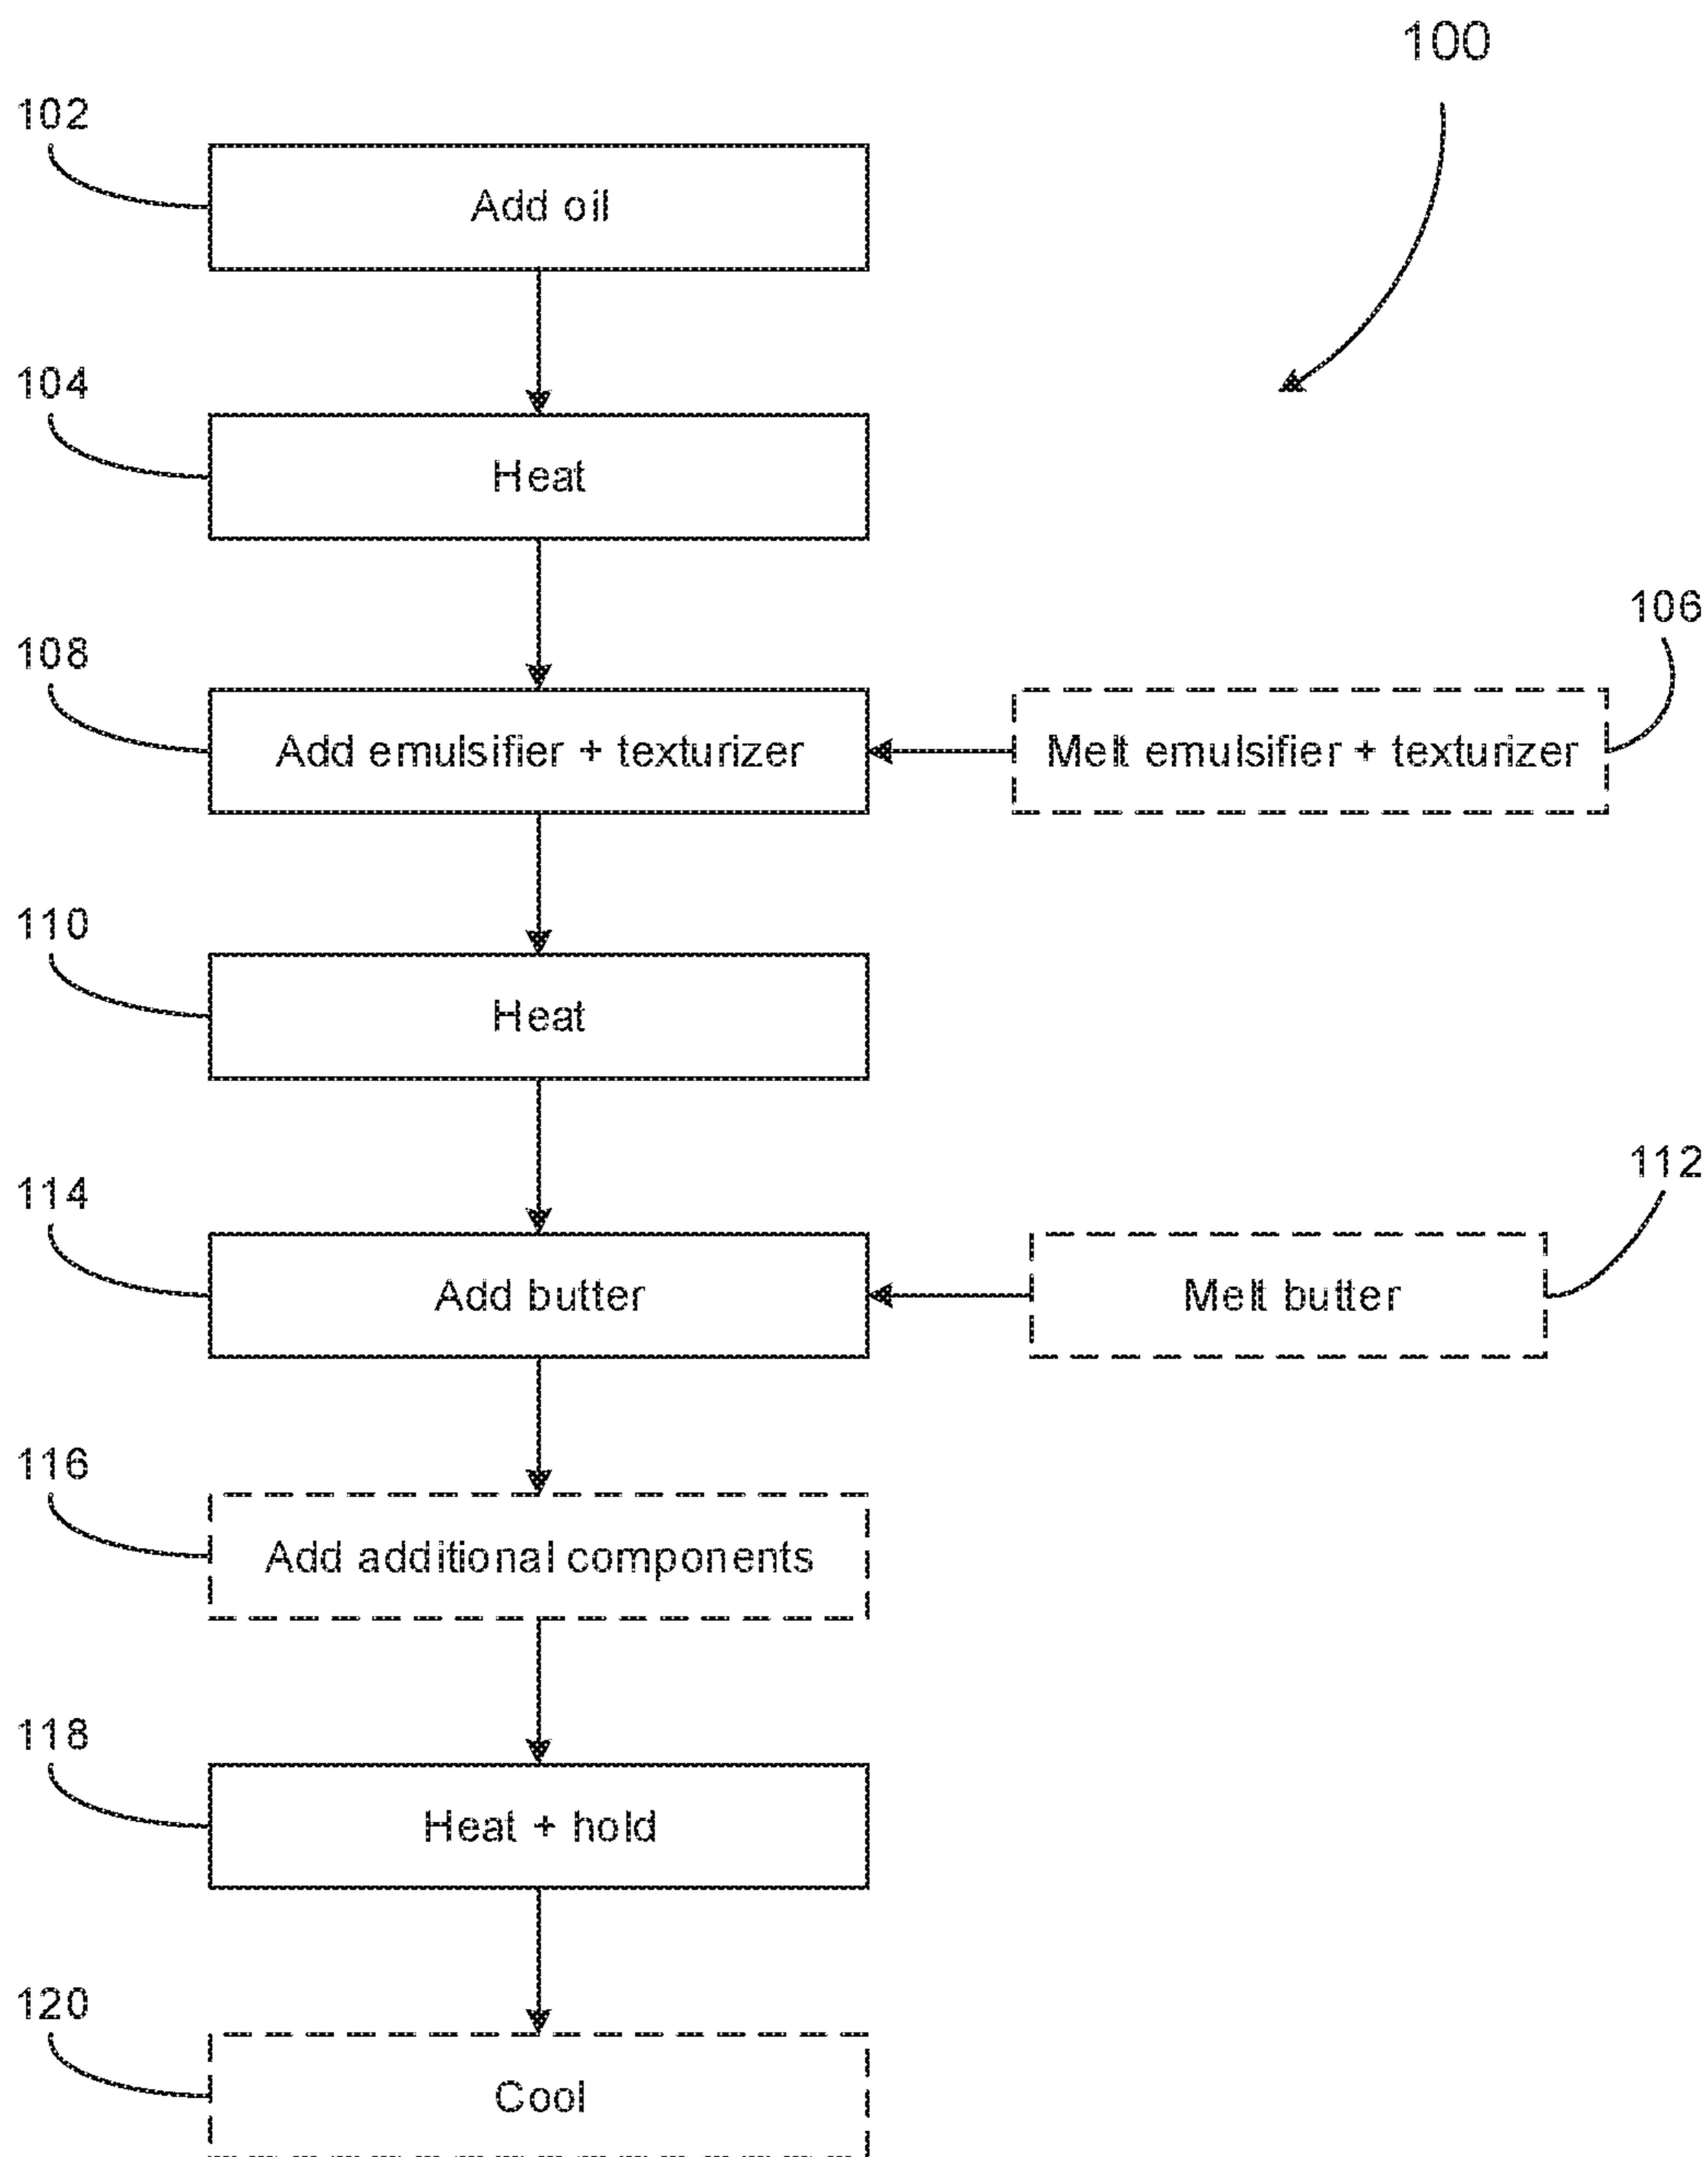 100
102
Add oil
104
Heat
106
108
Add emulsifier + texturizer
Melt emulsifier + texturizer
110
Heat
112
114
Add butter
Melt butter
116
Add additional components
118
Heat + hold
120
Cool